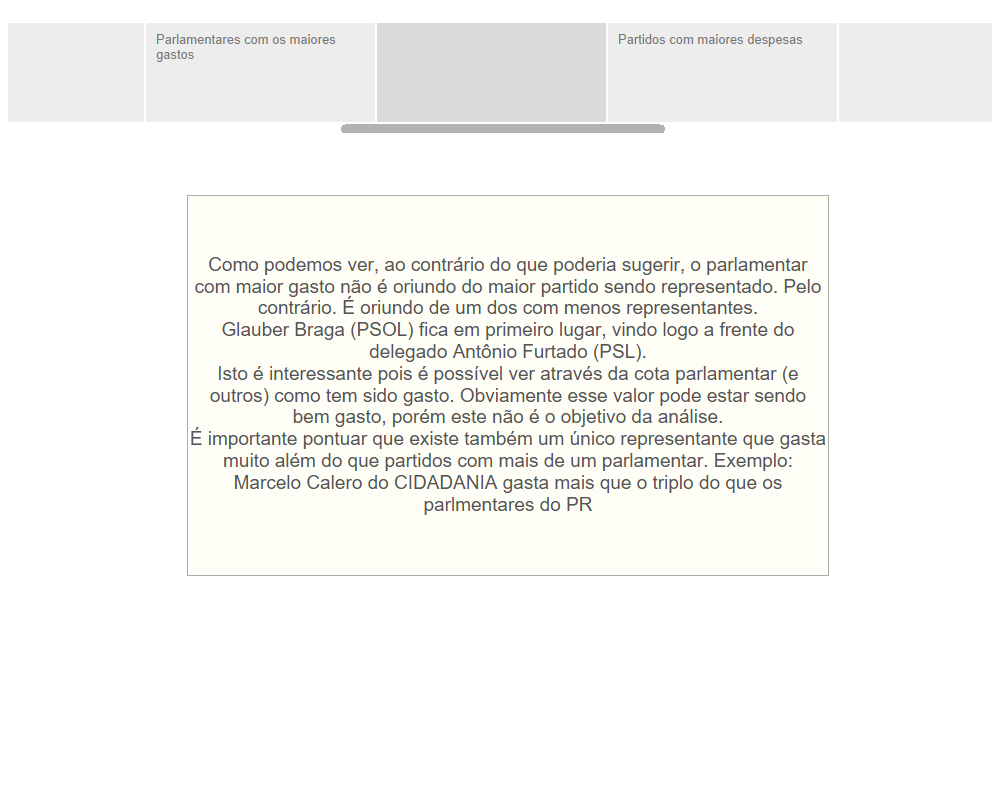 Parlamentares com os maiores
gastos
Partidos com maiores despesas
Como podemos ver, ao contrário do que poderia sugerir, o parlamentar
com maior gasto não é oriundo do maior partido sendo representado. Pelo
contrário. É oriundo de um dos com menos representantes.
Glauber Braga (PSOL) fica em primeiro lugar, vindo logo a frente do
delegado Antônio Furtado (PSL).
Isto é interessante pois é possível ver através da cota parlamentar (e
outros) como tem sido gasto. Obviamente esse valor pode estar sendo
bem gasto, porém este não é o objetivo da análise.
É importante pontuar que existe também um único representante que gasta
muito além do que partidos com mais de um parlamentar. Exemplo:
Marcelo Calero do CIDADANIA gasta mais que o triplo do que os
parlmentares do PR